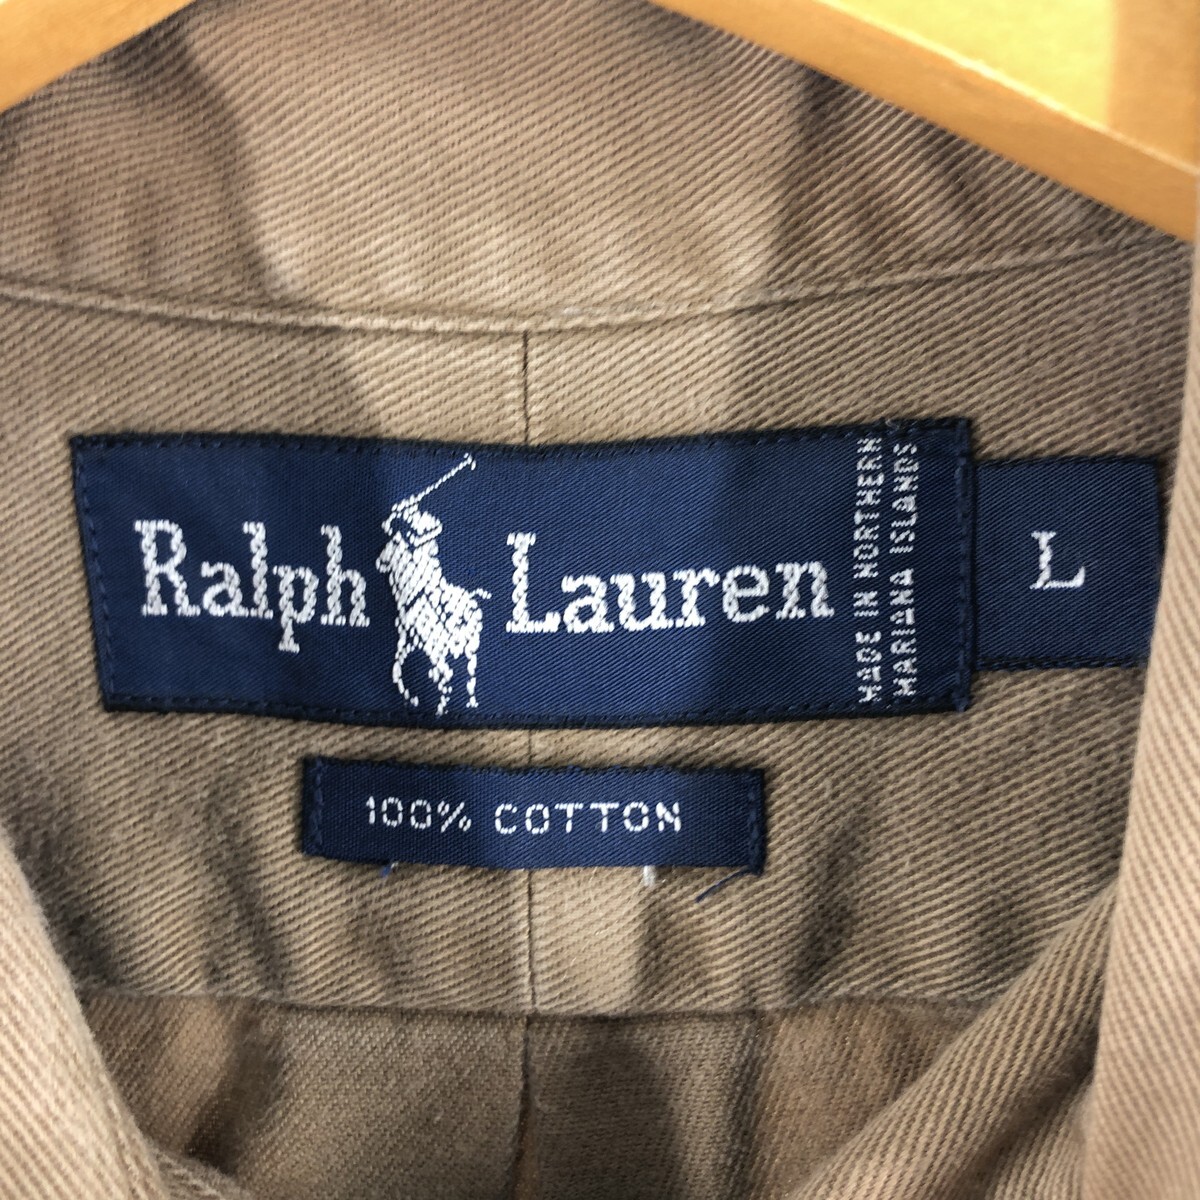 Ralph Lauren
MADE IN NORTHERN
MARIANA ISLANDS
L
100% COTTON